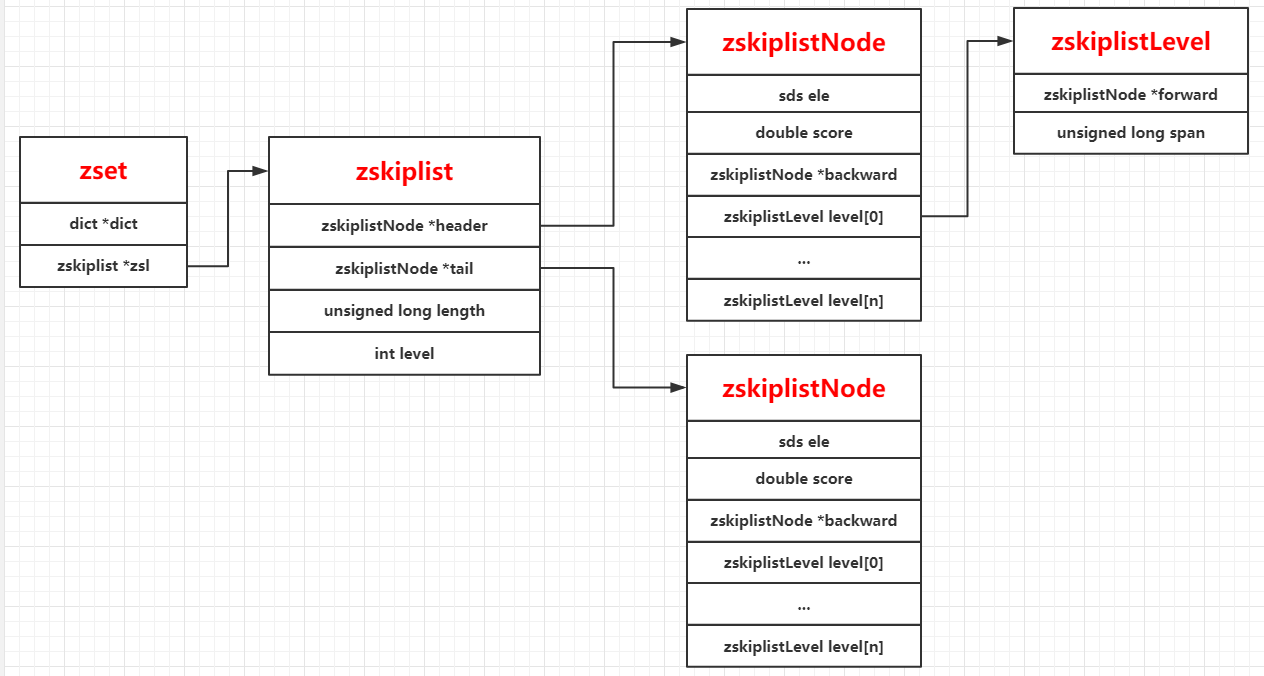 zset
dict *dict
zskiplist *zsl
zskiplist
zskiplistNode *header
zskiplistNode *tail
unsigned long length
int level
zskiplistNode
sds ele
double score
zskiplistNode *backward
zskiplistLevel level[0]
...
zskiplistLevel level[n]
zskiplistNode
sds ele
double score
zskiplistNode *backward
zskiplistLevel level[0]
...
zskiplistLevel level[n]
zskiplistLevel
zskiplistNode *forward
unsigned long span